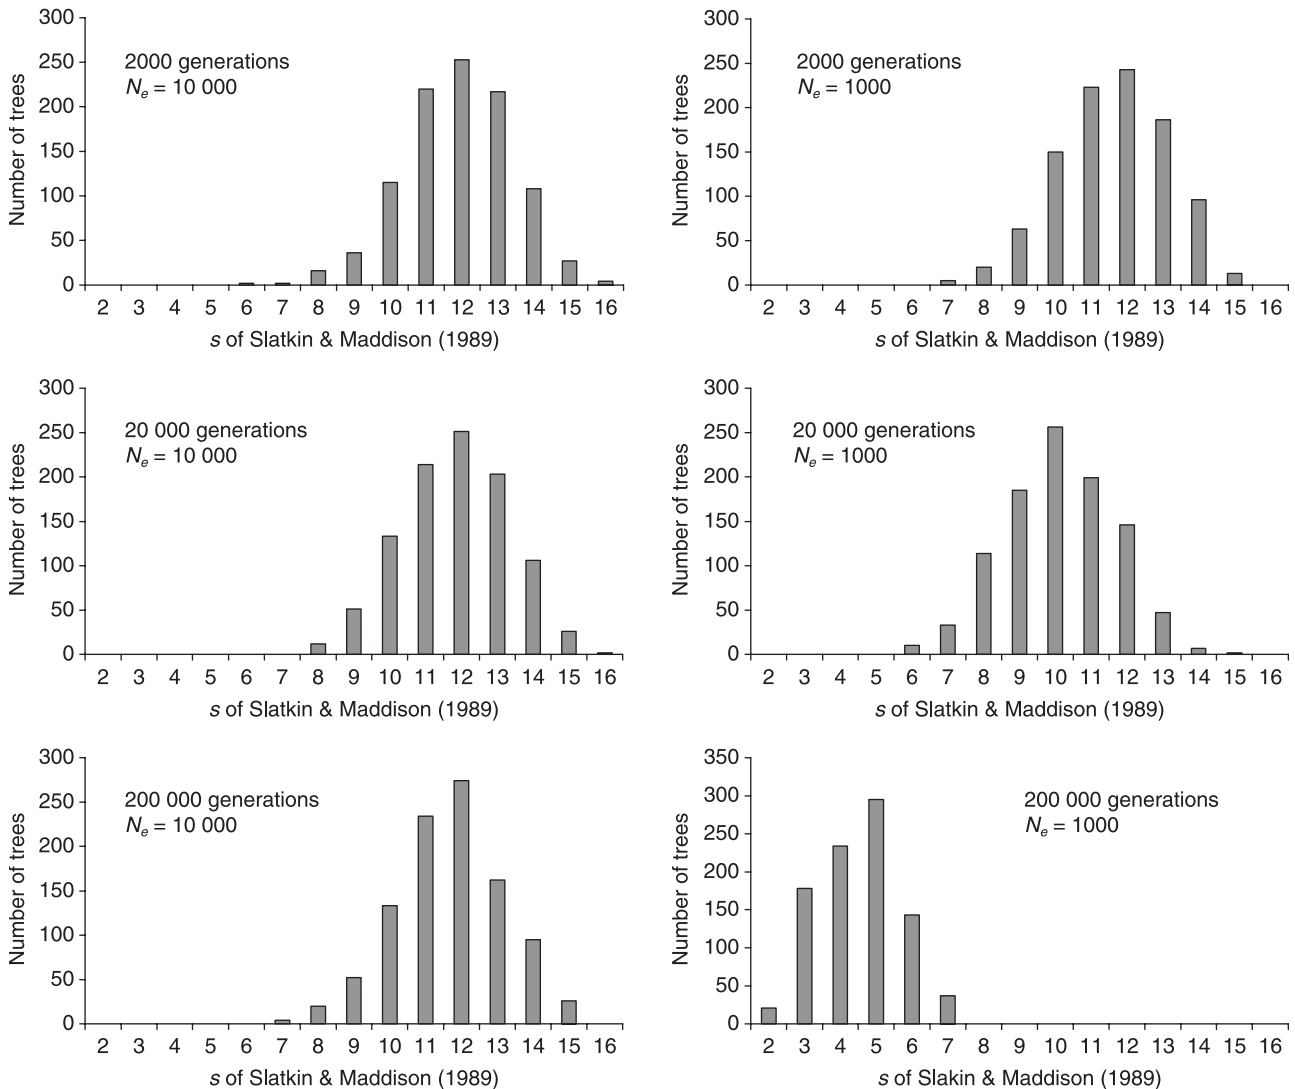 300
250
200
150
100
50
0
Number of trees
2000 generations
Ne = 10 000
2 3 4 5 6 7 8 9 10 11 12 13 14 15 16
s of Slatkin & Maddison (1989)
300
250
200
150
100
50
0
Number of trees
2000 generations
Ne = 1000
2 3 4 5 6 7 8 9 10 11 12 13 14 15 16
s of Slatkin & Maddison (1989)
300
250
200
150
100
50
0
Number of trees
20 000 generations
Ne = 10 000
2 3 4 5 6 7 8 9 10 11 12 13 14 15 16
s of Slatkin & Maddison (1989)
300
250
200
150
100
50
0
Number of trees
20 000 generations
Ne = 1000
2 3 4 5 6 7 8 9 10 11 12 13 14 15 16
s of Slatkin & Maddison (1989)
300
250
200
150
100
50
0
Number of trees
200 000 generations
Ne = 10 000
2 3 4 5 6 7 8 9 10 11 12 13 14 15 16
s of Slatkin & Maddison (1989)
350
300
250
200
150
100
50
0
Number of trees
200 000 generations
Ne = 1000
2 3 4 5 6 7 8 9 10 11 12 13 14 15 16
s of Slakin & Maddison (1989)